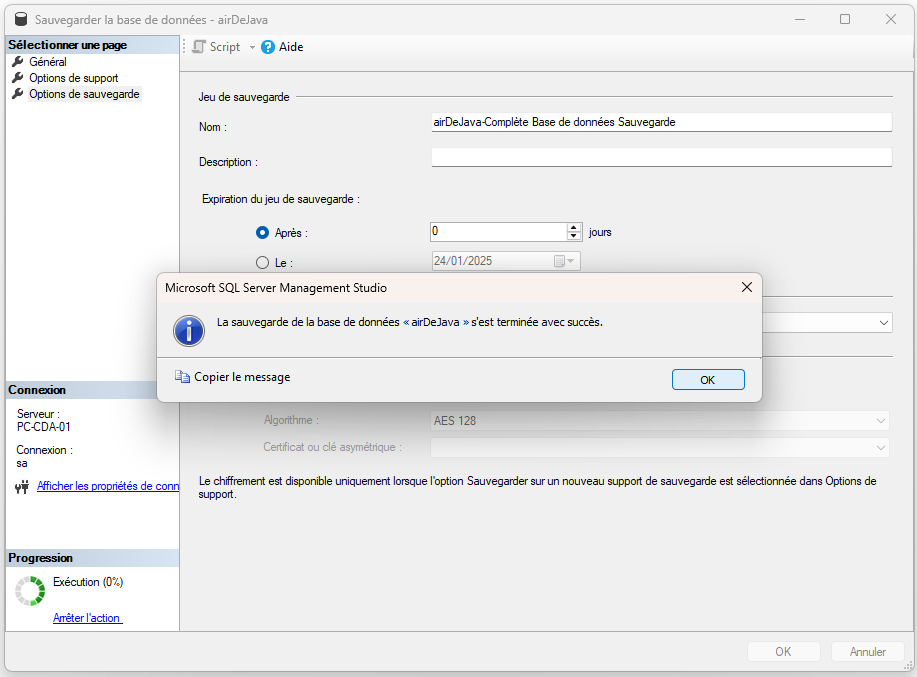 Sauvegarder la base de données - airDeJava
Sélectionner une page
Général
Options de support
Options de sauvegarde
Script
Aide
Jeu de sauvegarde
Nom :
airDeJava-Complète Base de données Sauvegarde
Description :
Expiration du jeu de sauvegarde :
Après :
0
jours
Le :
24/01/2025
Microsoft SQL Server Management Studio
La sauvegarde de la base de données « airDeJava » s'est terminée avec succès.
Copier le message
OK
Connexion
Serveur :
PC-CDA-01
Connexion :
sa
Afficher les propriétés de conn
Algorithme :
AES 128
Certificat ou clé asymétrique :
Le chiffrement est disponible uniquement lorsque l'option Sauvegarder sur un nouveau support de sauvegarde est sélectionnée dans Options de
support.
Progression
Exécution (0%)
Arrêter l'action
OK
Annuler